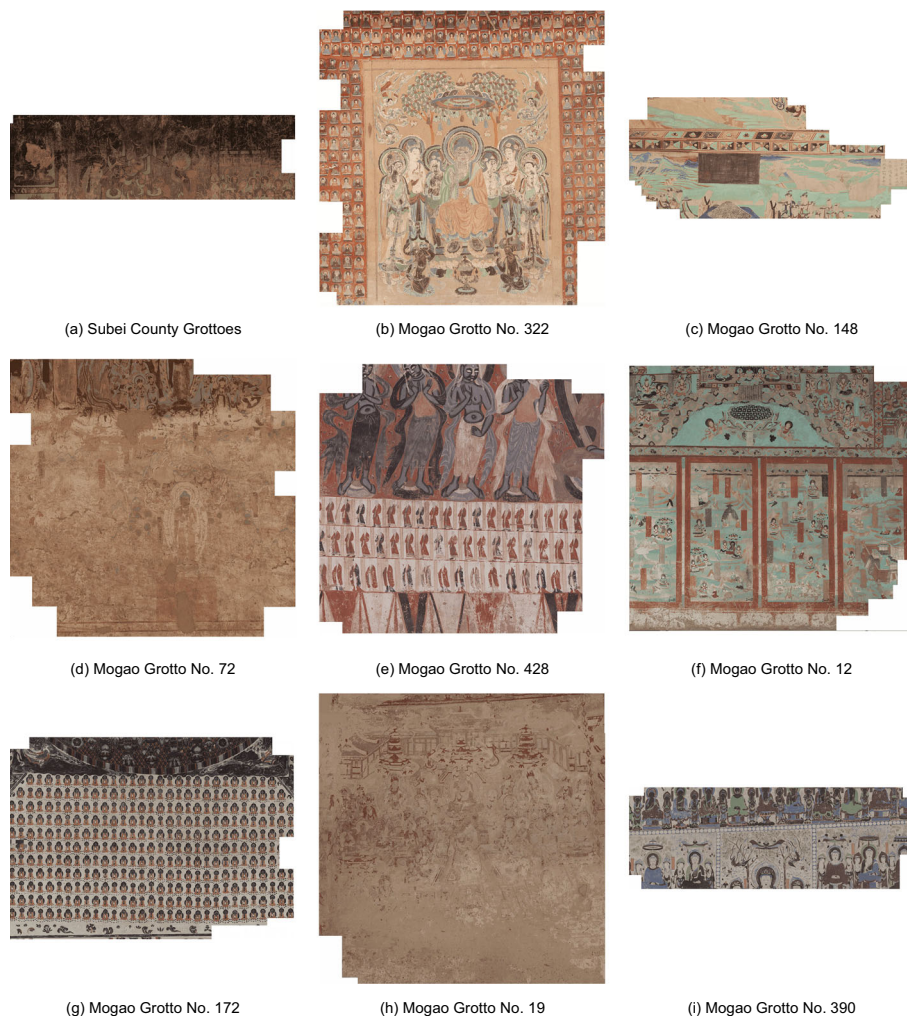 (a) Subei County Grottoes
(b) Mogao Grotto No. 322
(c) Mogao Grotto No. 148
(d) Mogao Grotto No. 72
(e) Mogao Grotto No. 428
(f) Mogao Grotto No. 12
(g) Mogao Grotto No. 172
(h) Mogao Grotto No. 19
(i) Mogao Grotto No. 390